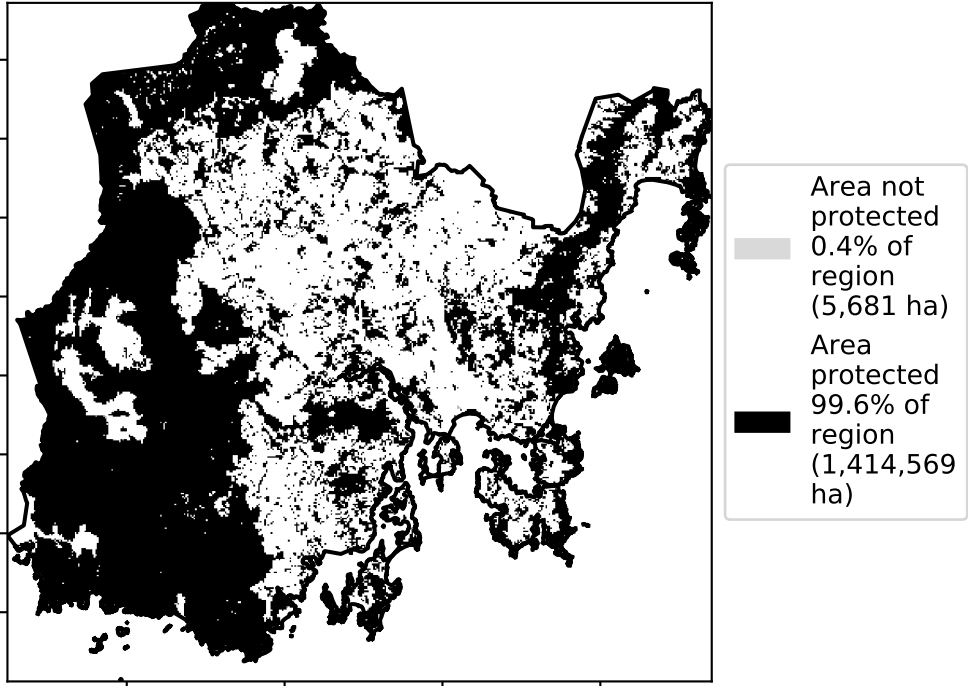 Area not
protected
0.4% of
region
(5,681 ha)
Area
protected
99.6% of
region
(1,414,569
ha)